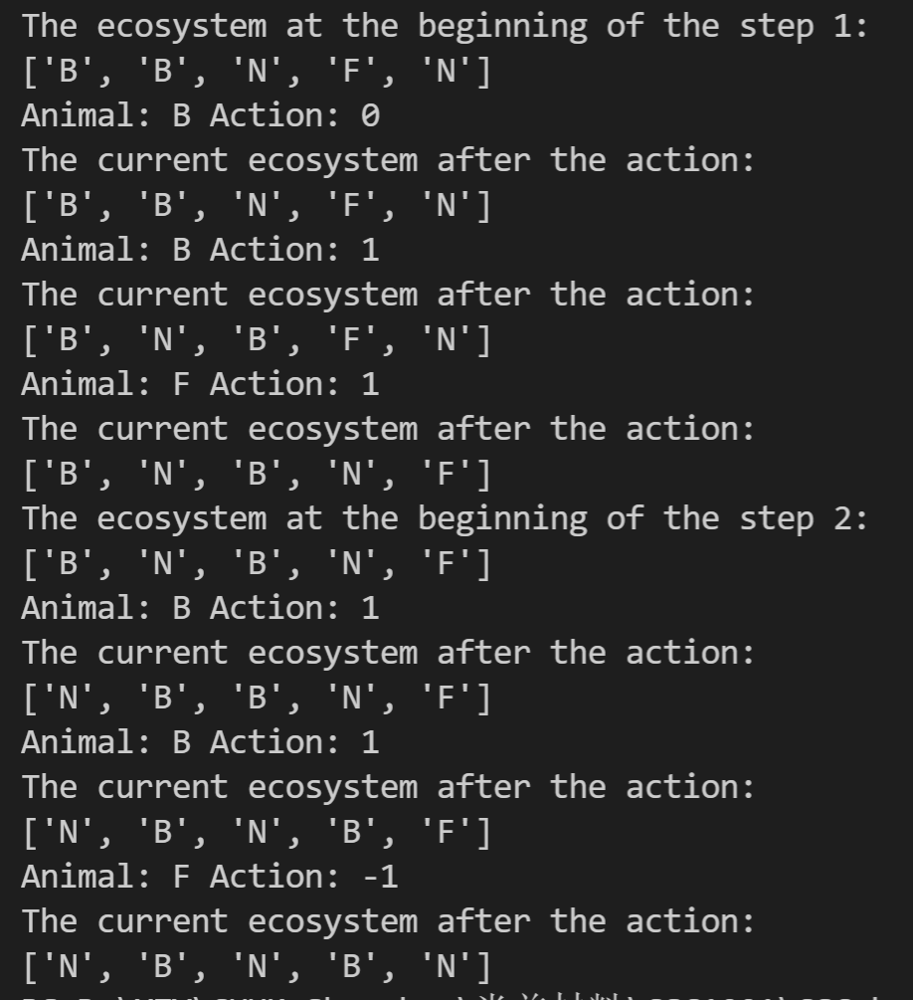 The ecosystem at the beginning of the step 1:
['B', 'B', 'N', 'F', 'N']
Animal: B Action: 0
The current ecosystem after the action:
['B', 'B', 'N', 'F', 'N']
Animal: B Action: 1
The current ecosystem after the action:
['B', 'N', 'B', 'F', 'N']
Animal: F Action: 1
The current ecosystem after the action:
['B', 'N', 'B', 'N', 'F']
The ecosystem at the beginning of the step 2:
['B', 'N', 'B', 'N', 'F']
Animal: B Action: 1
The current ecosystem after the action:
['N', 'B', 'B', 'N', 'F']
Animal: B Action: 1
The current ecosystem after the action:
['N', 'B', 'N', 'B', 'F']
Animal: F Action: -1
The current ecosystem after the action:
['N', 'B', 'N', 'B', 'N']